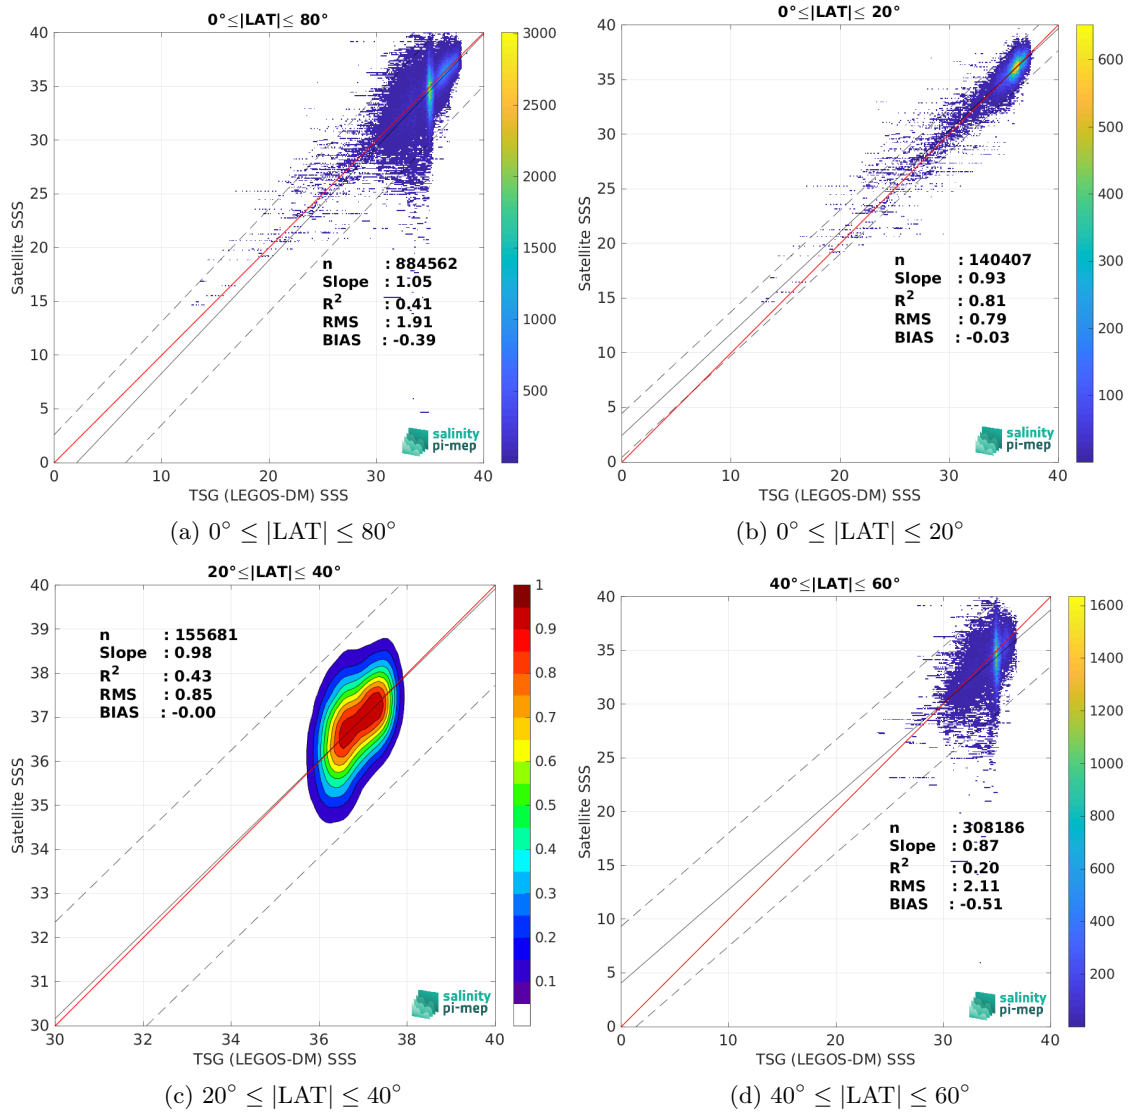 0°≤|LAT|≤ 80°
40
35
30
25
20
15
10
5
0
Satellite SSS
n : 884562
Slope : 1.05
R² : 0.41
RMS : 1.91
BIAS : -0.39
salinity
pi-mep
0 10 20 30 40
TSG (LEGOS-DM) SSS
3000
2500
2000
1500
1000
500
(a) 0° ≤ |LAT| ≤ 80°
0°≤|LAT|≤ 20°
40
35
30
25
20
15
10
5
0
Satellite SSS
n : 140407
Slope : 0.93
R² : 0.81
RMS : 0.79
BIAS : -0.03
salinity
pi-mep
0 10 20 30 40
TSG (LEGOS-DM) SSS
600
500
400
300
200
100
(b) 0° ≤ |LAT| ≤ 20°
20°≤|LAT|≤ 40°
40
39
38
37
36
35
34
33
32
31
30
Satellite SSS
n : 155681
Slope : 0.98
R² : 0.43
RMS : 0.85
BIAS : -0.00
salinity
pi-mep
30 32 34 36 38 40
TSG (LEGOS-DM) SSS
1
0.9
0.8
0.7
0.6
0.5
0.4
0.3
0.2
0.1
(c) 20° ≤ |LAT| ≤ 40°
40°≤|LAT|≤ 60°
40
35
30
25
20
15
10
5
0
Satellite SSS
n : 308186
Slope : 0.87
R² : 0.20
RMS : 2.11
BIAS : -0.51
salinity
pi-mep
0 10 20 30 40
TSG (LEGOS-DM) SSS
1600
1400
1200
1000
800
600
400
200
(d) 40° ≤ |LAT| ≤ 60°